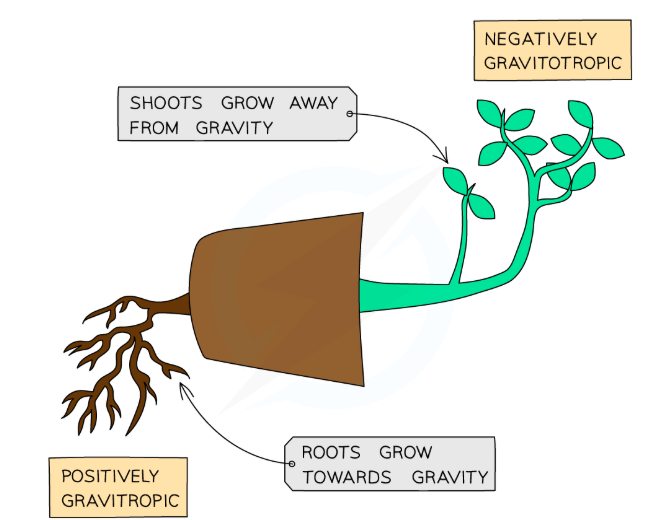 NEGATIVELY
GRAVITOTROPIC
SHOOTS GROW AWAY
FROM GRAVITY
ROOTS GROW
TOWARDS GRAVITY
POSITIVELY
GRAVITROPIC